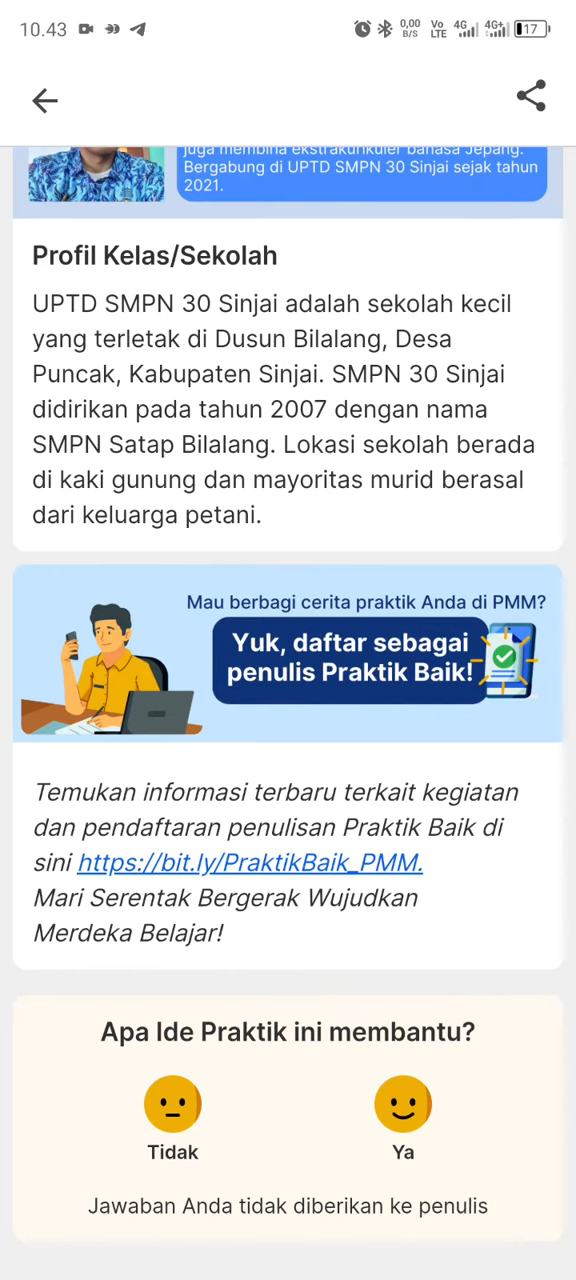 10.43
0,00
B/S
Vo
LTE
4G
4G+
17
juga membina ekstrakurikuler bahasa Jepang.
Bergabung di UPTD SMPN 30 Sinjai sejak tahun
2021.
Profil Kelas/Sekolah
UPTD SMPN 30 Sinjai adalah sekolah kecil
yang terletak di Dusun Bilalang, Desa
Puncak, Kabupaten Sinjai. SMPN 30 Sinjai
didirikan pada tahun 2007 dengan nama
SMPN Satap Bilalang. Lokasi sekolah berada
di kaki gunung dan mayoritas murid berasal
dari keluarga petani.
Mau berbagi cerita praktik Anda di PMM?
Yuk, daftar sebagai
penulis Praktik Baik!
Temukan informasi terbaru terkait kegiatan
dan pendaftaran penulisan Praktik Baik di
sini https://bit.ly/PraktikBaik_PMM.
Mari Serentak Bergerak Wujudkan
Merdeka Belajar!
Apa Ide Praktik ini membantu?
Tidak
Ya
Jawaban Anda tidak diberikan ke penulis